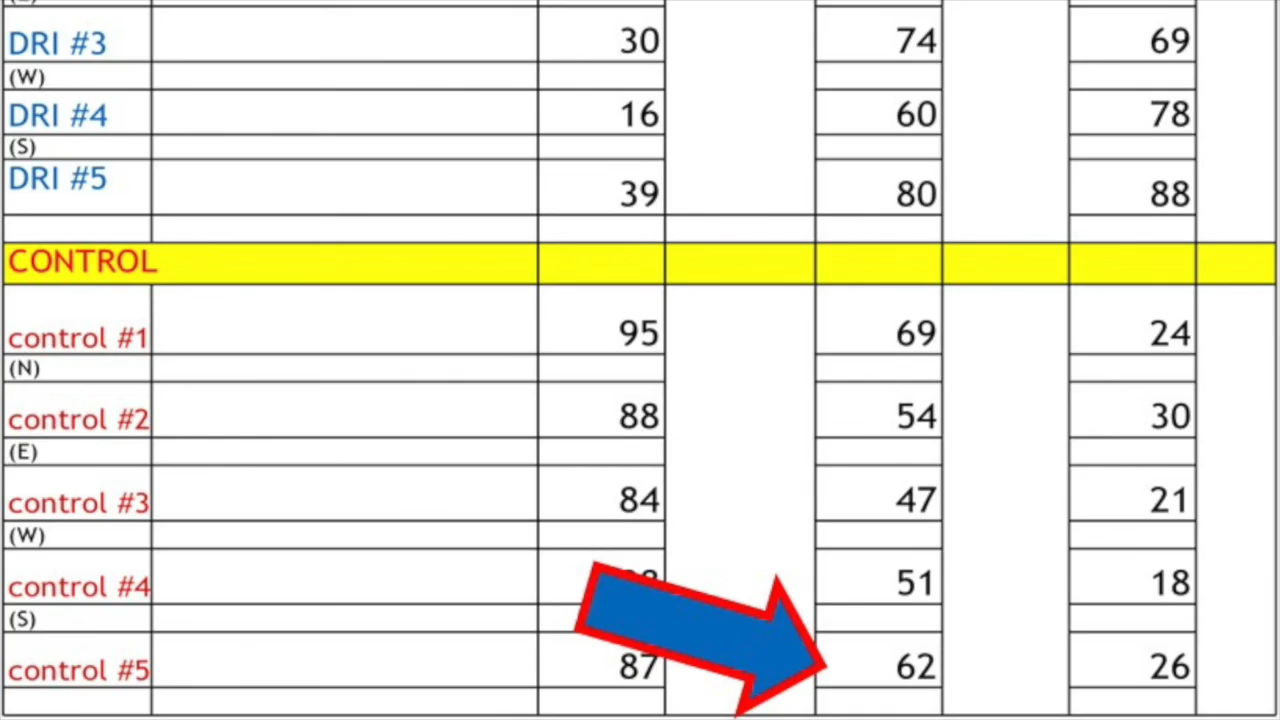 DRI #3 30 74 69
(W)
DRI #4 16 60 78
(S)
DRI #5 39 80 88
CONTROL
control #1 95 69 24
(N)
control #2 88 54 30
(E)
control #3 84 47 21
(W)
control #4 51 18
(S)
control #5 87 62 26